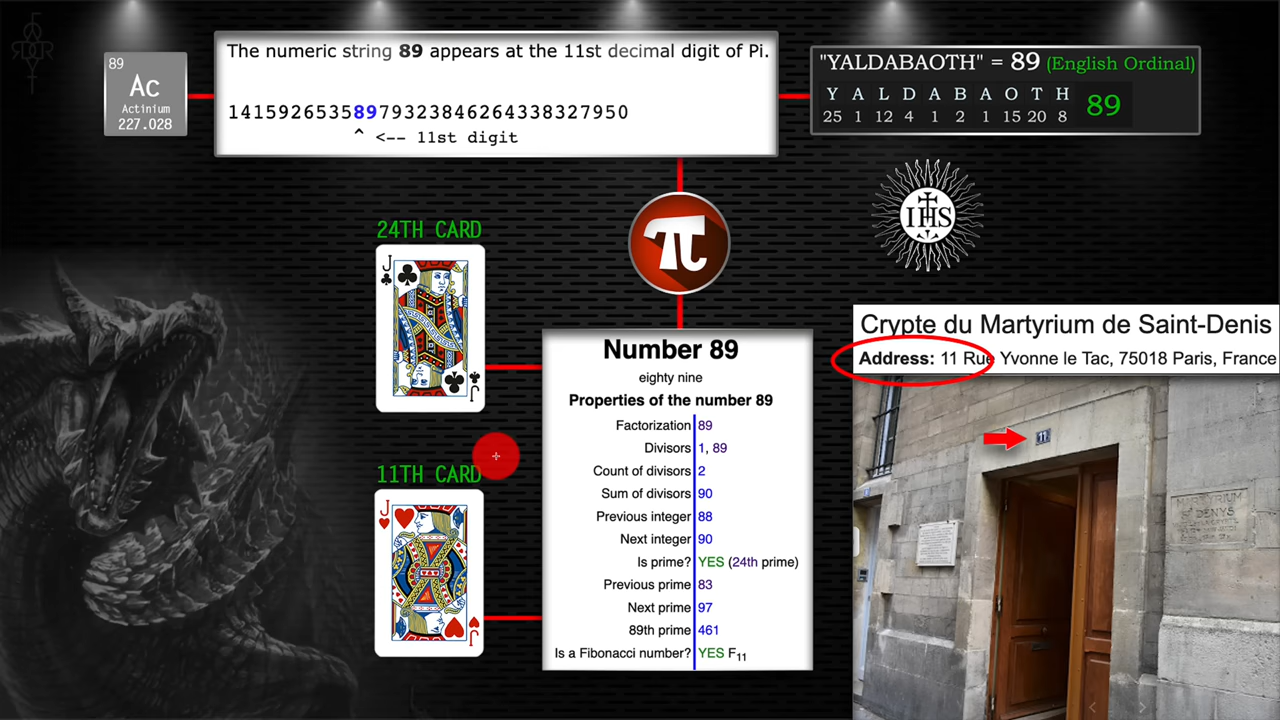 The numeric string 89 appears at the 11st decimal digit of Pi.
14159265358979323846264338327950
^ <-- 11st digit
89
Ac
Actinium
227.028
"YALDABAOTH" = 89 (English Ordinal)
Y A L D A B A O T H
25 1 12 4 1 2 1 15 20 8
89
π
IHS
24TH CARD
J
J
11TH CARD
J
J
Number 89
eighty nine
Properties of the number 89
Factorization 89
Divisors 1, 89
Count of divisors 2
Sum of divisors 90
Previous integer 88
Next integer 90
Is prime? YES (24th prime)
Previous prime 83
Next prime 97
89th prime 461
Is a Fibonacci number? YES F11
Crypte du Martyrium de Saint-Denis
Address: 11 Rue Yvonne le Tac, 75018 Paris, France
11
MARTYRIUM
DENYS